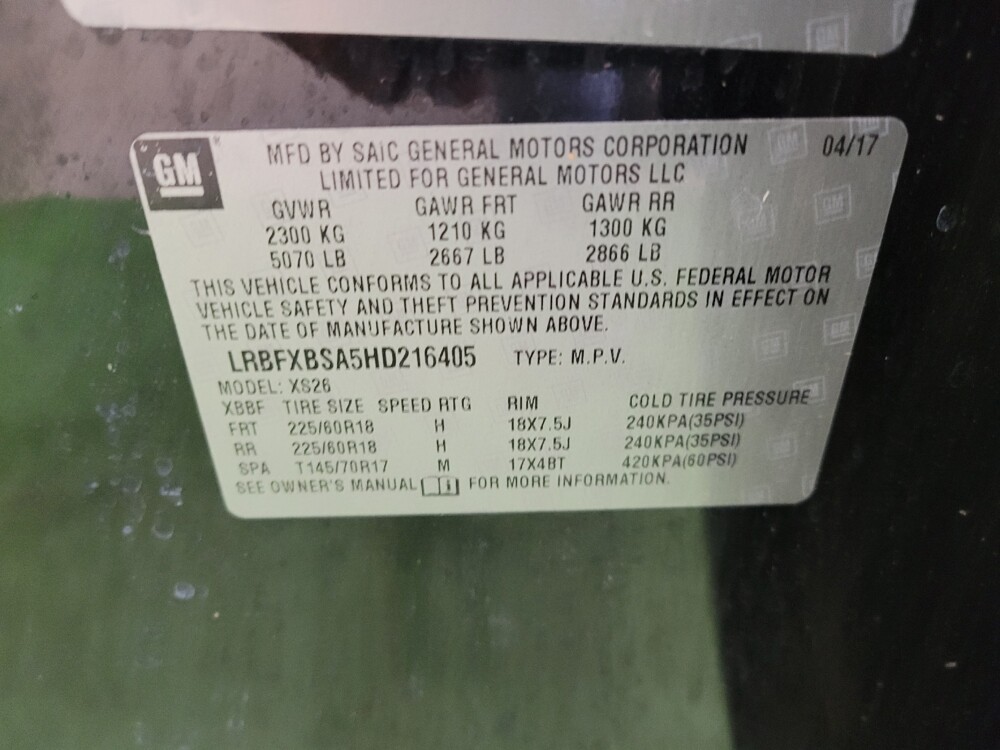 GM
MFD BY SAIC GENERAL MOTORS CORPORATION 04/17
LIMITED FOR GENERAL MOTORS LLC
GVWR GAWR FRT GAWR RR
2300 KG 1210 KG 1300 KG
5070 LB 2667 LB 2866 LB
THIS VEHICLE CONFORMS TO ALL APPLICABLE U.S. FEDERAL MOTOR
VEHICLE SAFETY AND THEFT PREVENTION STANDARDS IN EFFECT ON
THE DATE OF MANUFACTURE SHOWN ABOVE.
LRBFXBSA5HD216405 TYPE: M.P.V.
MODEL: XS26
XBBF TIRE SIZE SPEED RTG RIM COLD TIRE PRESSURE
FRT 225/60R18 H 18X7.5J 240KPA(35PSI)
RR 225/60R18 H 18X7.5J 240KPA(35PSI)
SPA T145/70R17 M 17X4BT 420KPA(60PSI)
SEE OWNER'S MANUAL i FOR MORE INFORMATION.